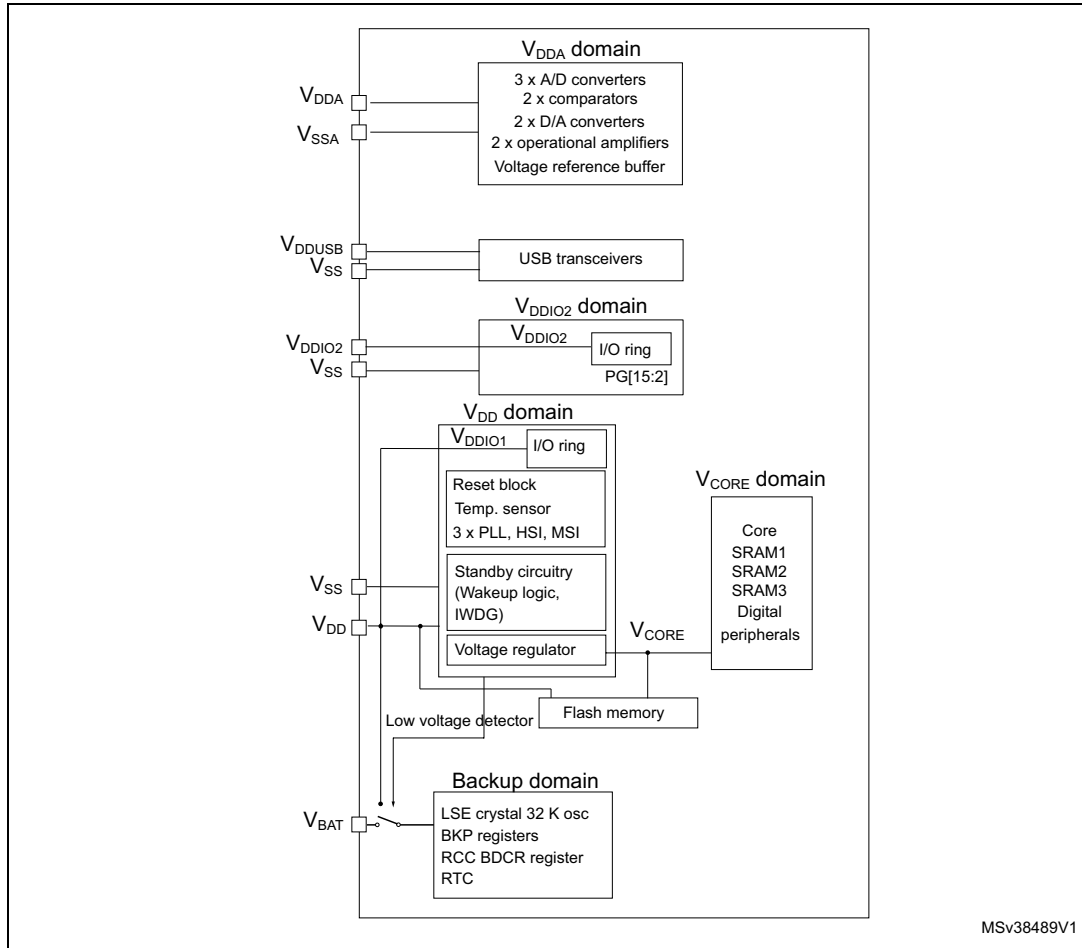 VDDA domain
3 x A/D converters
2 x comparators
2 x D/A converters
2 x operational amplifiers
Voltage reference buffer
VDDA
VSSA
VDDUSB
VSS
USB transceivers
VDDIO2 domain
VDDIO2
VSS
VDDIO2
I/O ring
PG[15:2]
VDD domain
VDDIO1
I/O ring
Reset block
Temp. sensor
3 x PLL, HSI, MSI
Standby circuitry
(Wakeup logic,
IWDG)
Voltage regulator
VSS
VDD
VCORE
VCORE domain
Core
SRAM1
SRAM2
SRAM3
Digital
peripherals
Flash memory
Low voltage detector
Backup domain
VBAT
LSE crystal 32 K osc
BKP registers
RCC BDCR register
RTC
MSv38489V1